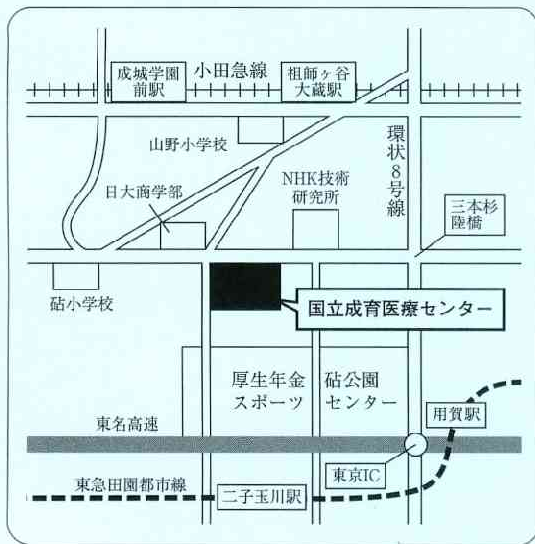 成城学園
前駅
小田急線
祖師ヶ谷
大蔵駅
山野小学校
環状8号線
日大商学部
NHK技術
研究所
三本杉
陸橋
砧小学校
国立成育医療センター
厚生年金
スポーツ
砧公園
センター
東名高速
用賀駅
東京IC
東急田園都市線
二子玉川駅